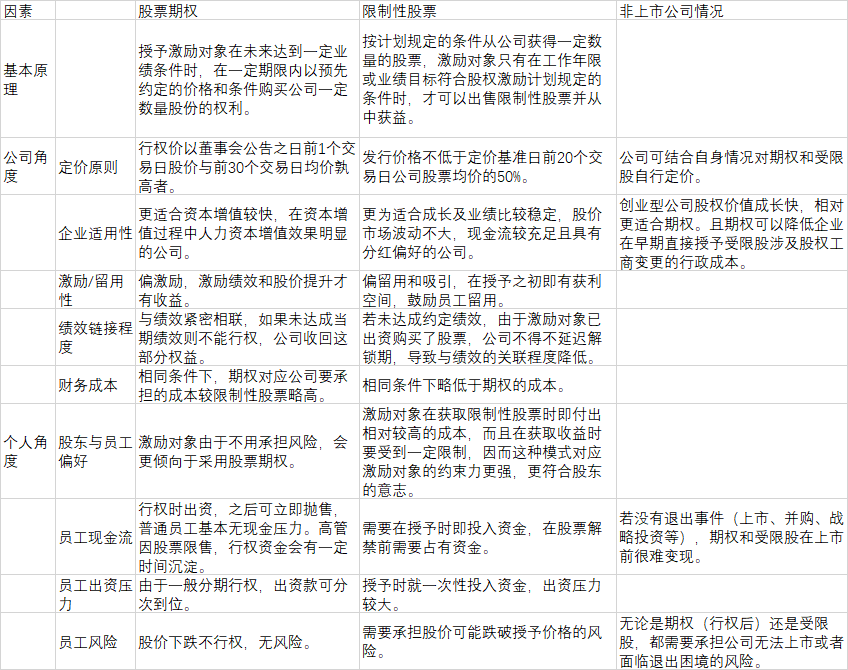 因素 股票期权 限制性股票 非上市公司情况
基本原
理
授予激励对象在未来达到一定业
绩条件时，在一定期限内以预先
约定的价格和条件购买公司一定
数量股份的权利。
按计划规定的条件从公司获得一定数
量的股票，激励对象只有在工作年限
或业绩目标符合股权激励计划规定的
条件时，才可以出售限制性股票并从
中获益。
公司角
度
定价原则
行权价以董事会公告之日前1个交
易日股价与前30个交易日均价孰
高者。
发行价格不低于定价基准日前20个交
易日公司股票均价的50%。
公司可结合自身情况对期权和受限
股自行定价。
企业适用性
更适合资本增值较快，在资本增
值过程中人力资本增值效果明显
的公司。
更为适合成长及业绩比较稳定，股价
市场波动不大，现金流较充足且具有
分红偏好的公司。
创业型公司股权价值成长快，相对
更适合期权。且期权可以降低企业
在早期直接授予受限股涉及股权工
商变更的行政成本。
激励/留用
性
偏激励，激励绩效和股价提升才
有收益。
偏留用和吸引，在授予之初即有获利
空间，鼓励员工留用。
绩效链接程
度
与绩效紧密相联，如果未达成当
期绩效则不能行权，公司收回这
部分权益。
若未达成约定绩效，由于激励对象已
出资购买了股票，公司不得不延迟解
锁期，导致与绩效的关联程度降低。
财务成本
相同条件下，期权对应公司要承
担的成本较限制性股票略高。
相同条件下略低于期权的成本。
个人角
度
股东与员工
偏好
激励对象由于不用承担风险，会
更倾向于采用股票期权。
激励对象在获取限制性股票时即付出
相对较高的成本，而且在获取收益时
要受到一定限制，因而这种模式对应
激励对象的约束力更强，更符合股东
的意志。
员工现金流
行权时出资，之后可立即抛售，
普通员工基本无现金压力。高管
因股票限售，行权资金会有一定
时间沉淀。
需要在授予时即投入资金，在股票解
禁前需要占有资金。
若没有退出事件（上市、并购、战
略投资等），期权和受限股在上市
前很难变现。
员工出资压
力
由于一般分期行权，出资款可分
次到位。
授予时就一次性投入资金，出资压力
较大。
员工风险
股价下跌不行权，无风险。
需要承担股价可能跌破授予价格的风
险。
无论是期权（行权后）还是受限
股，都需要承担公司无法上市或者
面临退出困境的风险。